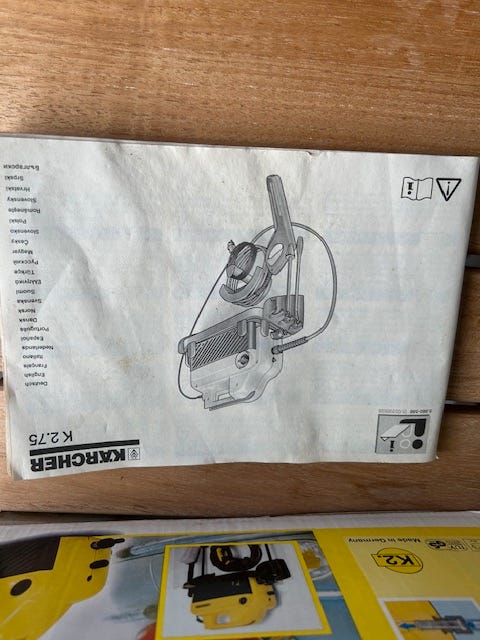 KÄRCHER
K 2.75
Deutsch
English
Français
Italiano
Nederlands
Español
Português
Dansk
Norsk
Svenska
Suomi
Ελληνικά
Türkçe
Русский
Magyar
Česky
Slovensko
Polski
Româneşte
Slovensky
Hrvatski
Srpski
Български
Made in Germany
K2.